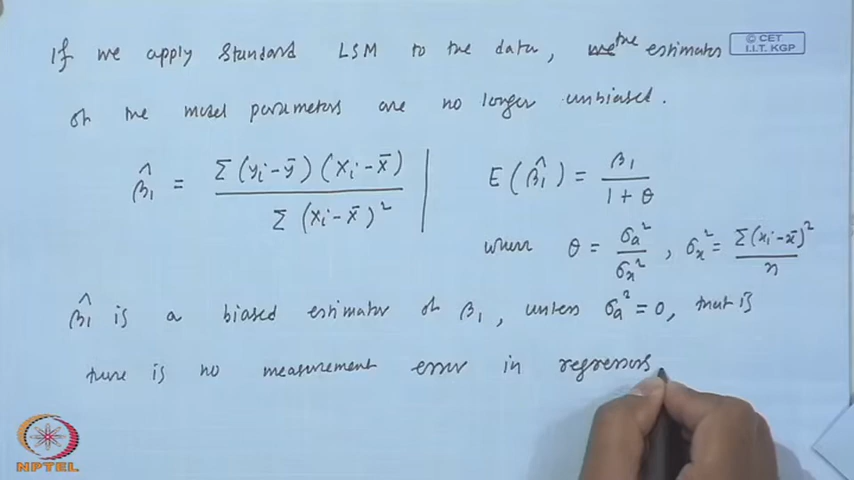 If we apply Standard LSM to the data, the estimates
© CET
I.I.T. KGP
of the model parameters are no longer unbiased.
β̂₁ = Σ(yᵢ-ȳ)(Xᵢ-X̄) / Σ(Xᵢ-X̄)²
E(β̂₁) = β₁ / (1+θ)
where θ = σₐ²/σₓ², σₓ² = Σ(xᵢ-x̄)²/n
β̂₁ is a biased estimator of β₁, unless σₐ² = 0, that is
there is no measurement error in regressors
NPTEL